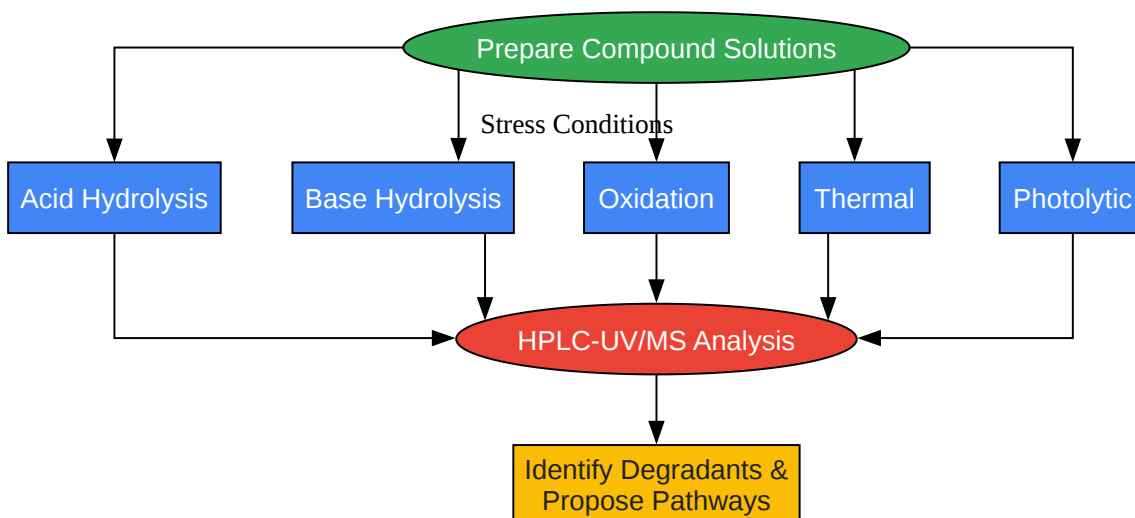 Prepare Compound Solutions
Stress Conditions
Acid Hydrolysis
Base Hydrolysis
Oxidation
Thermal
Photolytic
HPLC-UV/MS Analysis
Identify Degradants &
Propose Pathways